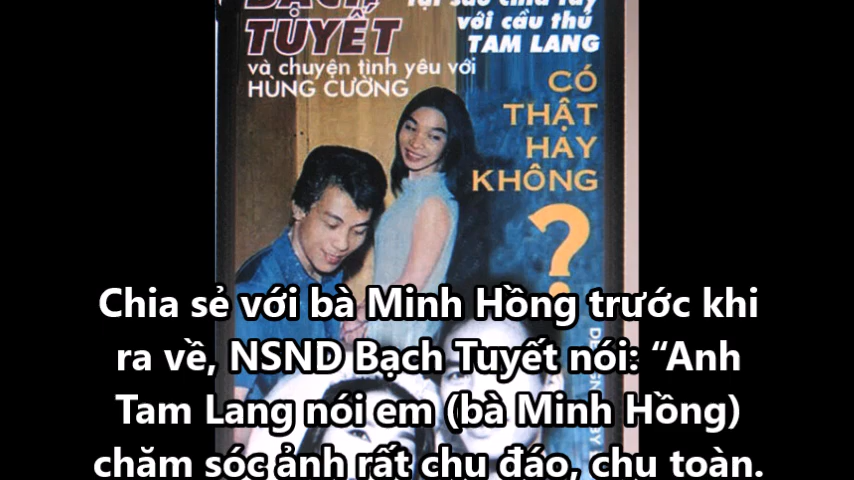 BẠCH
TUYẾT
với cầu thủ
TAM LANG
và chuyện tình yêu với
HÙNG CƯỜNG
CÓ
THẬT
HAY
KHÔNG
?
Chia sẻ với bà Minh Hồng trước khi
ra về, NSND Bạch Tuyết nói: “Anh
Tam Lang nói em (bà Minh Hồng)
chăm sóc ảnh rất chu đáo, chu toàn.